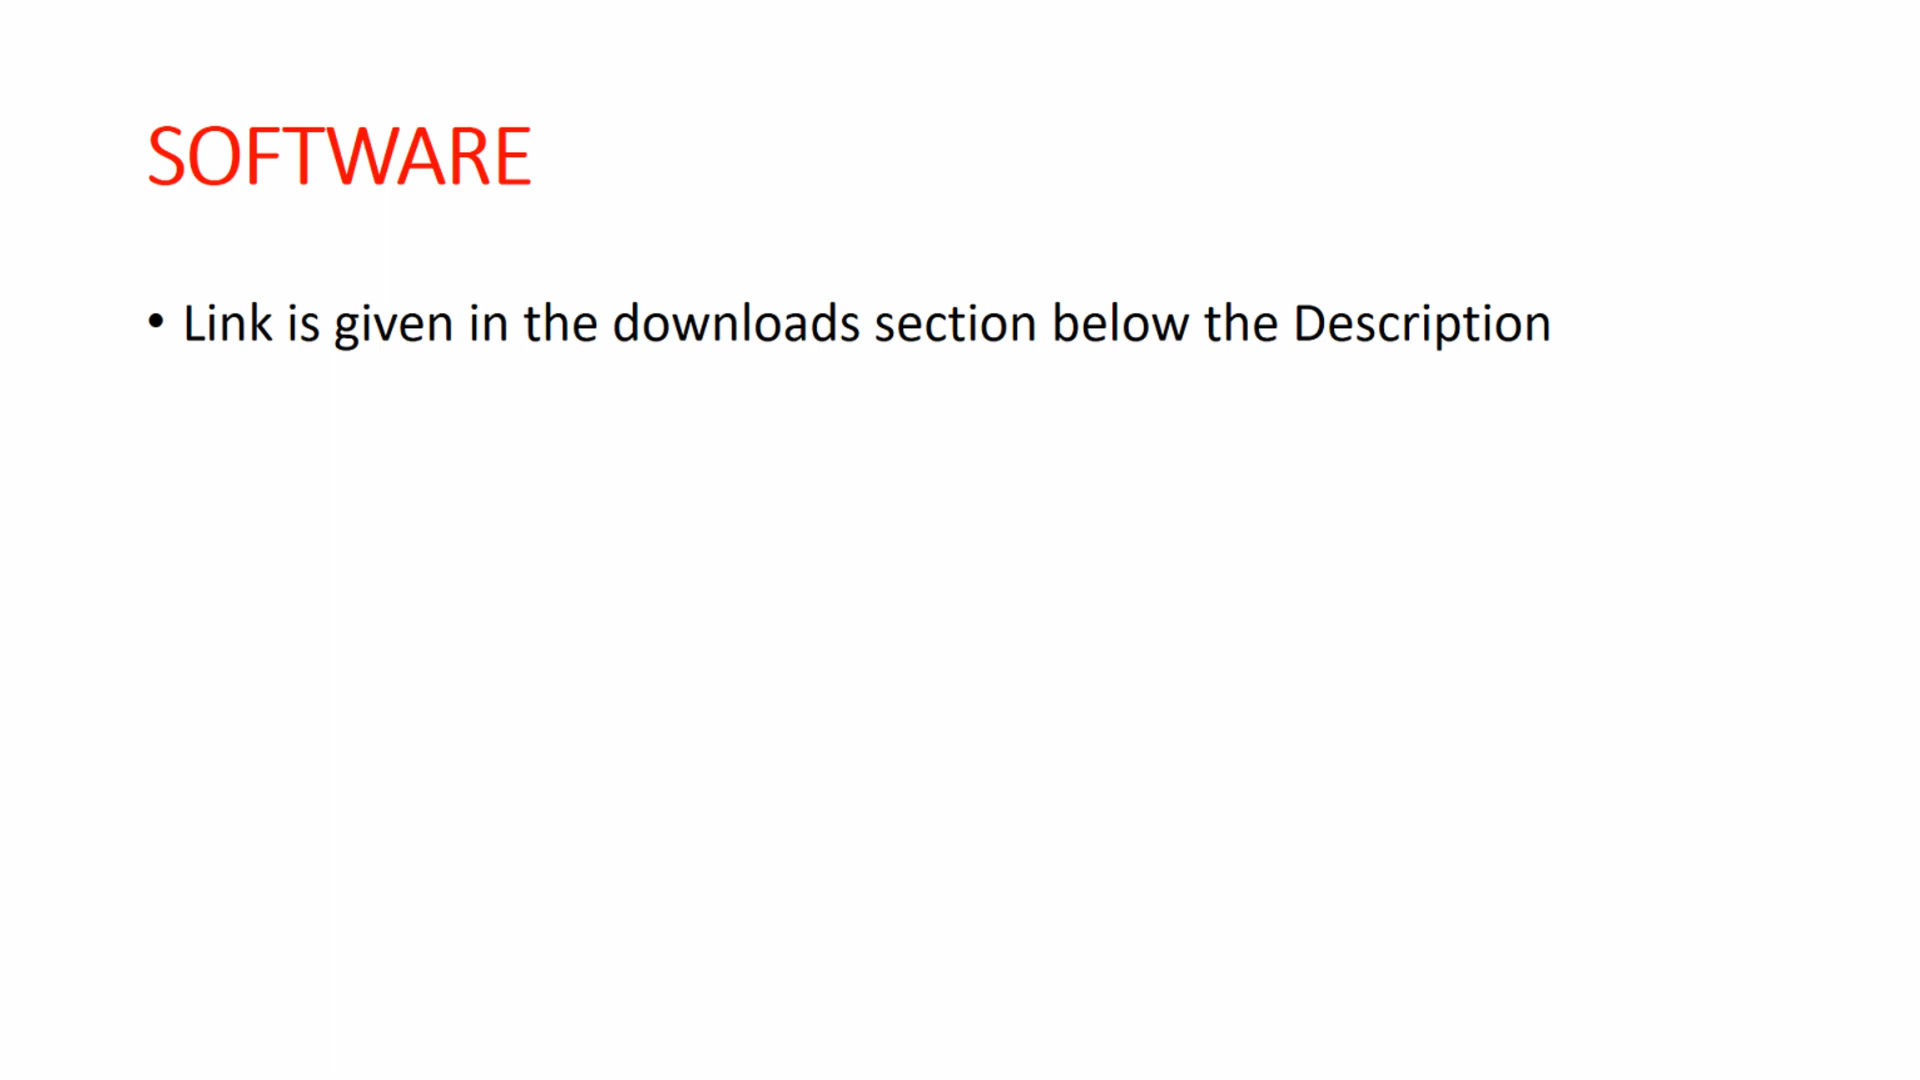 SOFTWARE
• Link is given in the downloads section below the Description